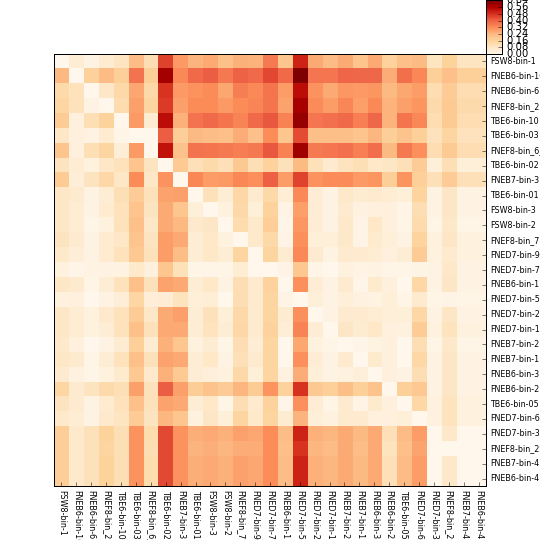 0.56
0.48
0.40
0.32
0.24
0.16
0.08
0.00
FSW8-bin-1
FNEB6-bin-1
FNEB6-bin-6
FNEF8-bin_2
TBE6-bin-10
TBE6-bin-03
FNEF8-bin_6
TBE6-bin-02
FNEB7-bin-3
TBE6-bin-01
FSW8-bin-3
FSW8-bin-2
FNEF8-bin_7
FNED7-bin-9
FNED7-bin-7
FNEB6-bin-1
FNED7-bin-5
FNED7-bin-2
FNED7-bin-1
FNEB7-bin-2
FNEB7-bin-1
FNEB6-bin-3
FNEB6-bin-2
TBE6-bin-05
FNED7-bin-6
FNED7-bin-3
FNEF8-bin_2
FNEB7-bin-4
FNEB6-bin-4
FSW8-bin-1
FNEB6-bin-1
FNEB6-bin-6
FNEF8-bin_2
TBE6-bin-10
TBE6-bin-03
FNEF8-bin_6
TBE6-bin-02
FNEB7-bin-3
TBE6-bin-01
FSW8-bin-3
FSW8-bin-2
FNEF8-bin_7
FNED7-bin-9
FNED7-bin-7
FNEB6-bin-1
FNED7-bin-5
FNED7-bin-2
FNED7-bin-1
FNEB7-bin-2
FNEB7-bin-1
FNEB6-bin-3
FNEB6-bin-2
TBE6-bin-05
FNED7-bin-6
FNED7-bin-3
FNEF8-bin_2
FNEB7-bin-4
FNEB6-bin-4